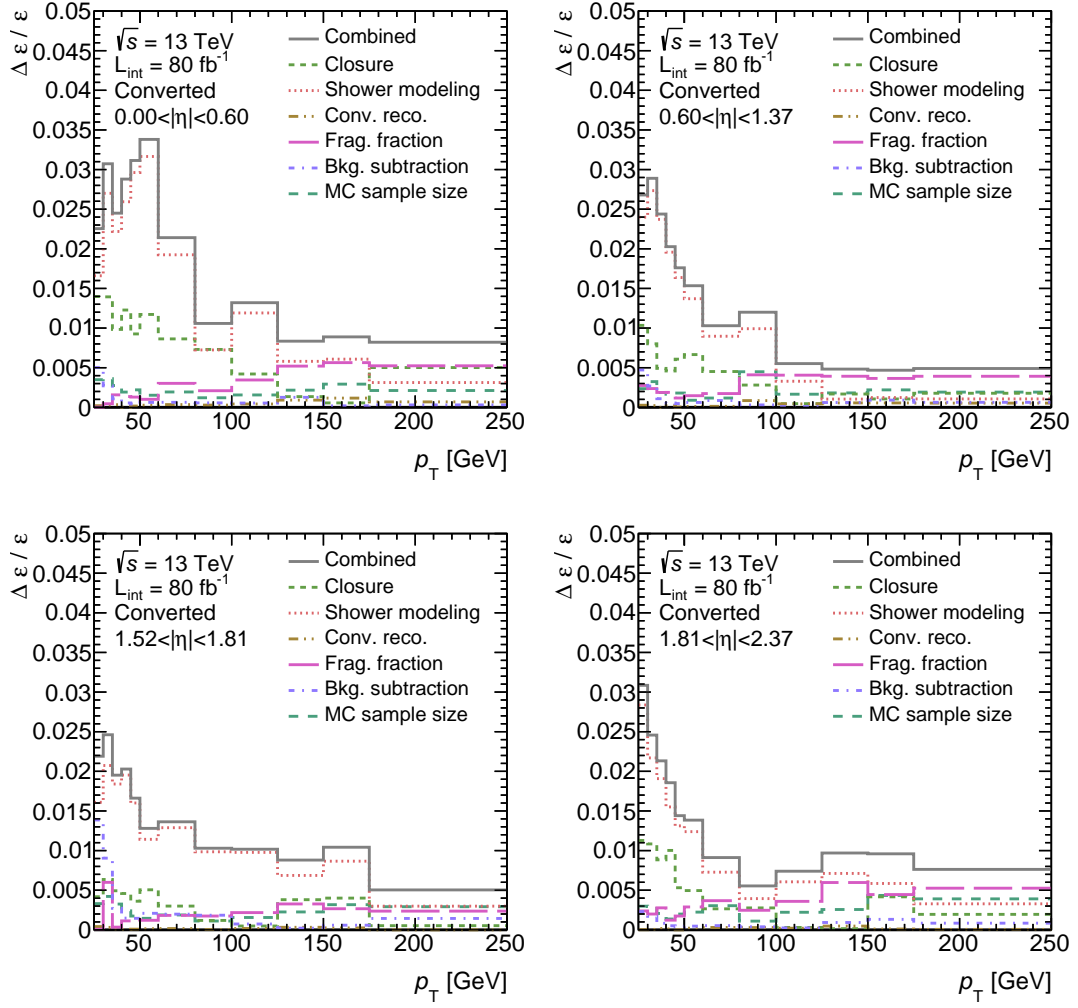 Δ ε / ε
0.05
0.045
0.04
0.035
0.03
0.025
0.02
0.015
0.01
0.005
0
√s = 13 TeV
L_int = 80 fb⁻¹
Converted
0.00<|η|<0.60
Combined
Closure
Shower modeling
Conv. reco.
Frag. fraction
Bkg. subtraction
MC sample size
50 100 150 200 250
p_T [GeV]
Δ ε / ε
0.05
0.045
0.04
0.035
0.03
0.025
0.02
0.015
0.01
0.005
0
√s = 13 TeV
L_int = 80 fb⁻¹
Converted
0.60<|η|<1.37
Combined
Closure
Shower modeling
Conv. reco.
Frag. fraction
Bkg. subtraction
MC sample size
50 100 150 200 250
p_T [GeV]
Δ ε / ε
0.05
0.045
0.04
0.035
0.03
0.025
0.02
0.015
0.01
0.005
0
√s = 13 TeV
L_int = 80 fb⁻¹
Converted
1.52<|η|<1.81
Combined
Closure
Shower modeling
Conv. reco.
Frag. fraction
Bkg. subtraction
MC sample size
50 100 150 200 250
p_T [GeV]
Δ ε / ε
0.05
0.045
0.04
0.035
0.03
0.025
0.02
0.015
0.01
0.005
0
√s = 13 TeV
L_int = 80 fb⁻¹
Converted
1.81<|η|<2.37
Combined
Closure
Shower modeling
Conv. reco.
Frag. fraction
Bkg. subtraction
MC sample size
50 100 150 200 250
p_T [GeV]